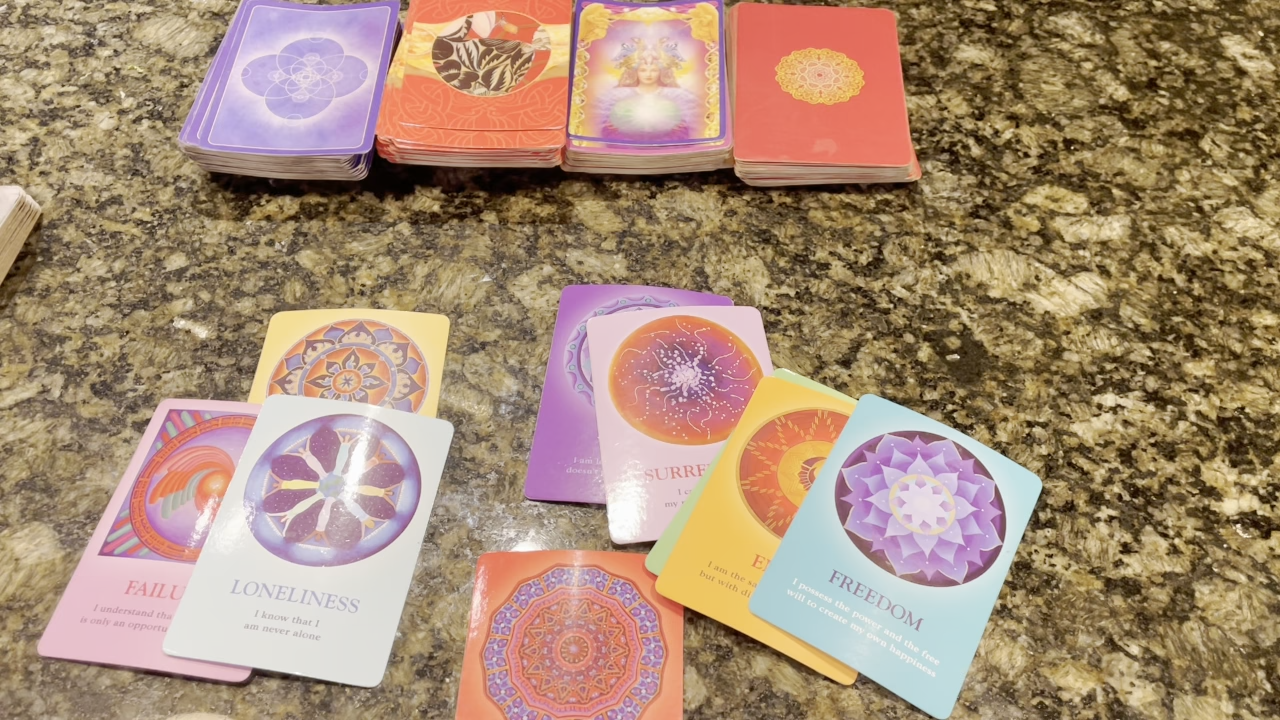 FAILU
I understand tha
is only an opportu
LONELINESS
I know that I
am never alone
I am
doesn't
SURRE
I c
my
E
I am the sa
but with di
FREEDOM
I possess the power and the free
will to create my own happiness